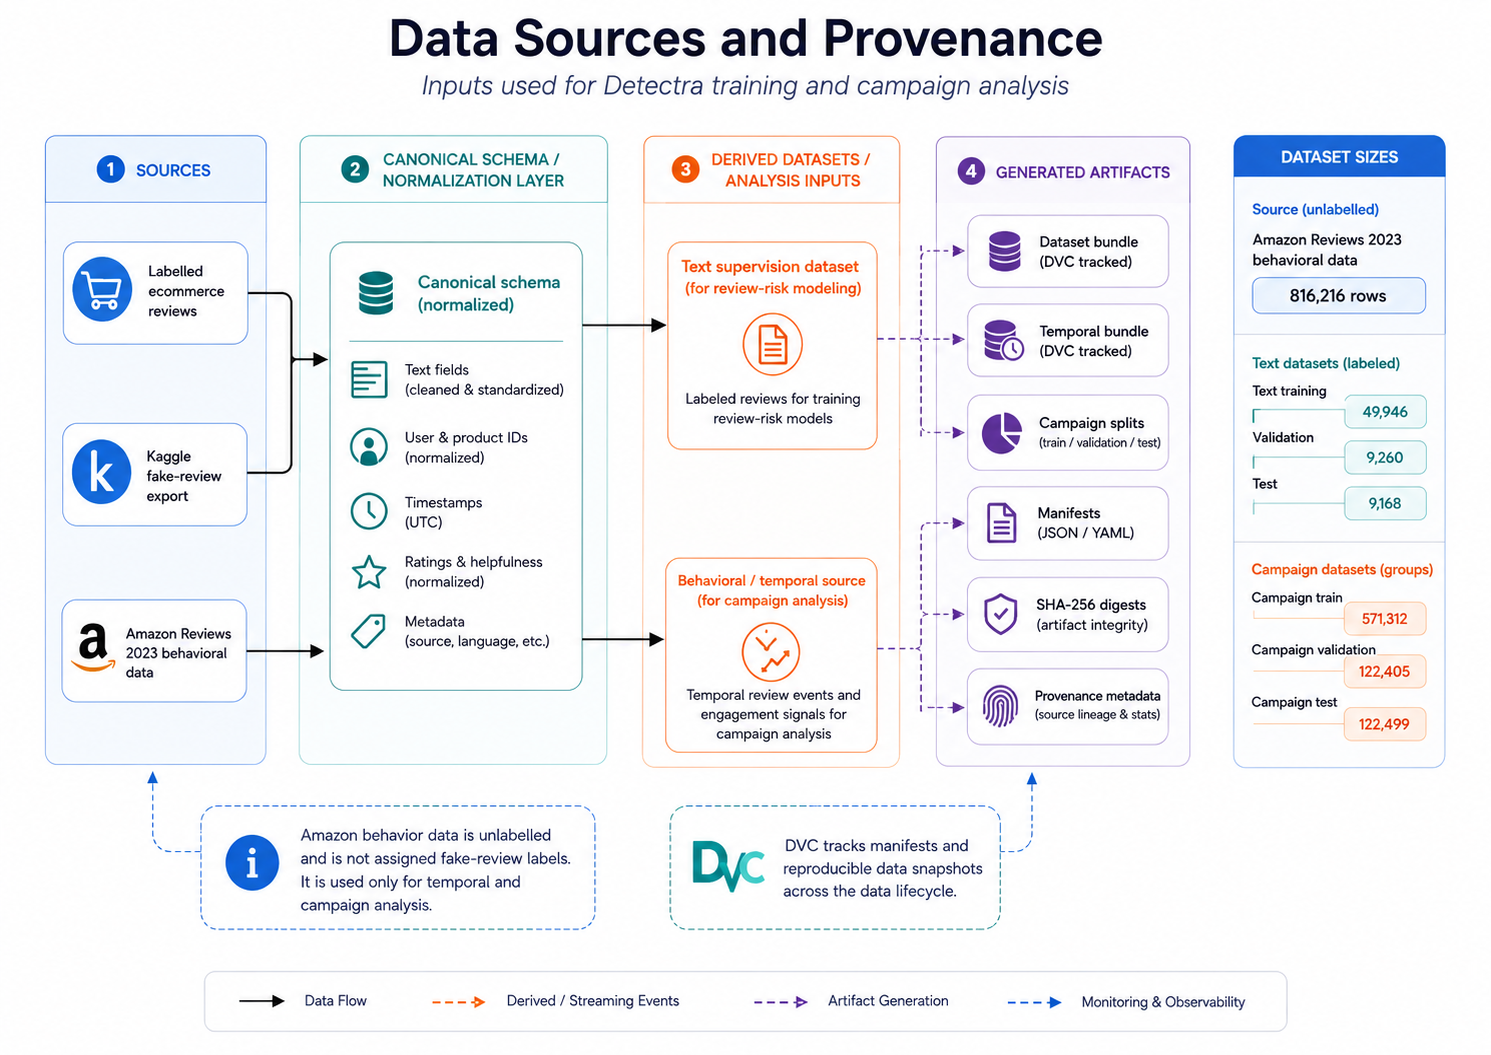 Data Sources and Provenance
Inputs used for Detectra training and campaign analysis
1 SOURCES
Labelled
ecommerce
reviews
k
Kaggle
fake-review
export
a
Amazon Reviews
2023 behavioral
data
2 CANONICAL SCHEMA /
NORMALIZATION LAYER
Canonical schema
(normalized)
Text fields
(cleaned & standardized)
User & product IDs
(normalized)
Timestamps
(UTC)
Ratings & helpfulness
(normalized)
Metadata
(source, language, etc.)
3 DERIVED DATASETS /
ANALYSIS INPUTS
Text supervision dataset
(for review-risk modeling)
Labeled reviews for training
review-risk models
Behavioral / temporal source
(for campaign analysis)
Temporal review events and
engagement signals for
campaign analysis
4 GENERATED ARTIFACTS
Dataset bundle
(DVC tracked)
Temporal bundle
(DVC tracked)
Campaign splits
(train / validation / test)
Manifests
(JSON / YAML)
SHA-256 digests
(artifact integrity)
Provenance metadata
(source lineage & stats)
DATASET SIZES
Source (unlabelled)
Amazon Reviews 2023
behavioral data
816,216 rows
Text datasets (labeled)
Text training
49,946
Validation
9,260
Test
9,168
Campaign datasets (groups)
Campaign train
571,312
Campaign validation
122,405
Campaign test
122,499
i
Amazon behavior data is unlabelled
and is not assigned fake-review labels.
It is used only for temporal and
campaign analysis.
DVC
DVC tracks manifests and
reproducible data snapshots
across the data lifecycle.
Data Flow
Derived / Streaming Events
Artifact Generation
Monitoring & Observability